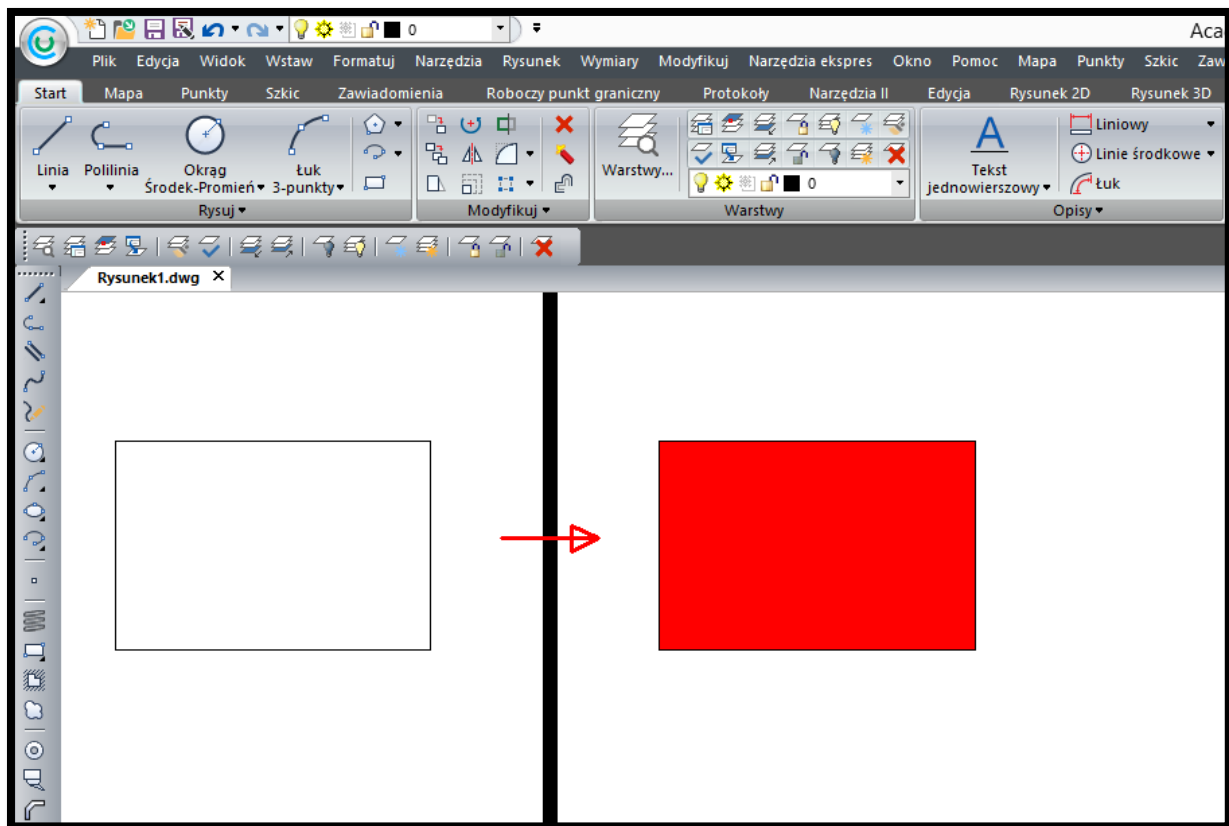 0
Aca
Plik Edycja Widok Wstaw Formatuj Narzędzia Rysunek Wymiary Modyfikuj Narzędzia ekspres Okno Pomoc Mapa Punkty Szkic Zaw
Start Mapa Punkty Szkic Zawiadomienia Roboczy punkt graniczny Protokoły Narzędzia II Edycja Rysunek 2D Rysunek 3D
Linia
Polilinia
Okrąg
Środek-Promień
Łuk
3-punkty
Rysuj
Modyfikuj
Warstwy...
0
Warstwy
Tekst
jednowierszowy
Liniowy
Linie środkowe
Łuk
Opisy
Rysunek1.dwg